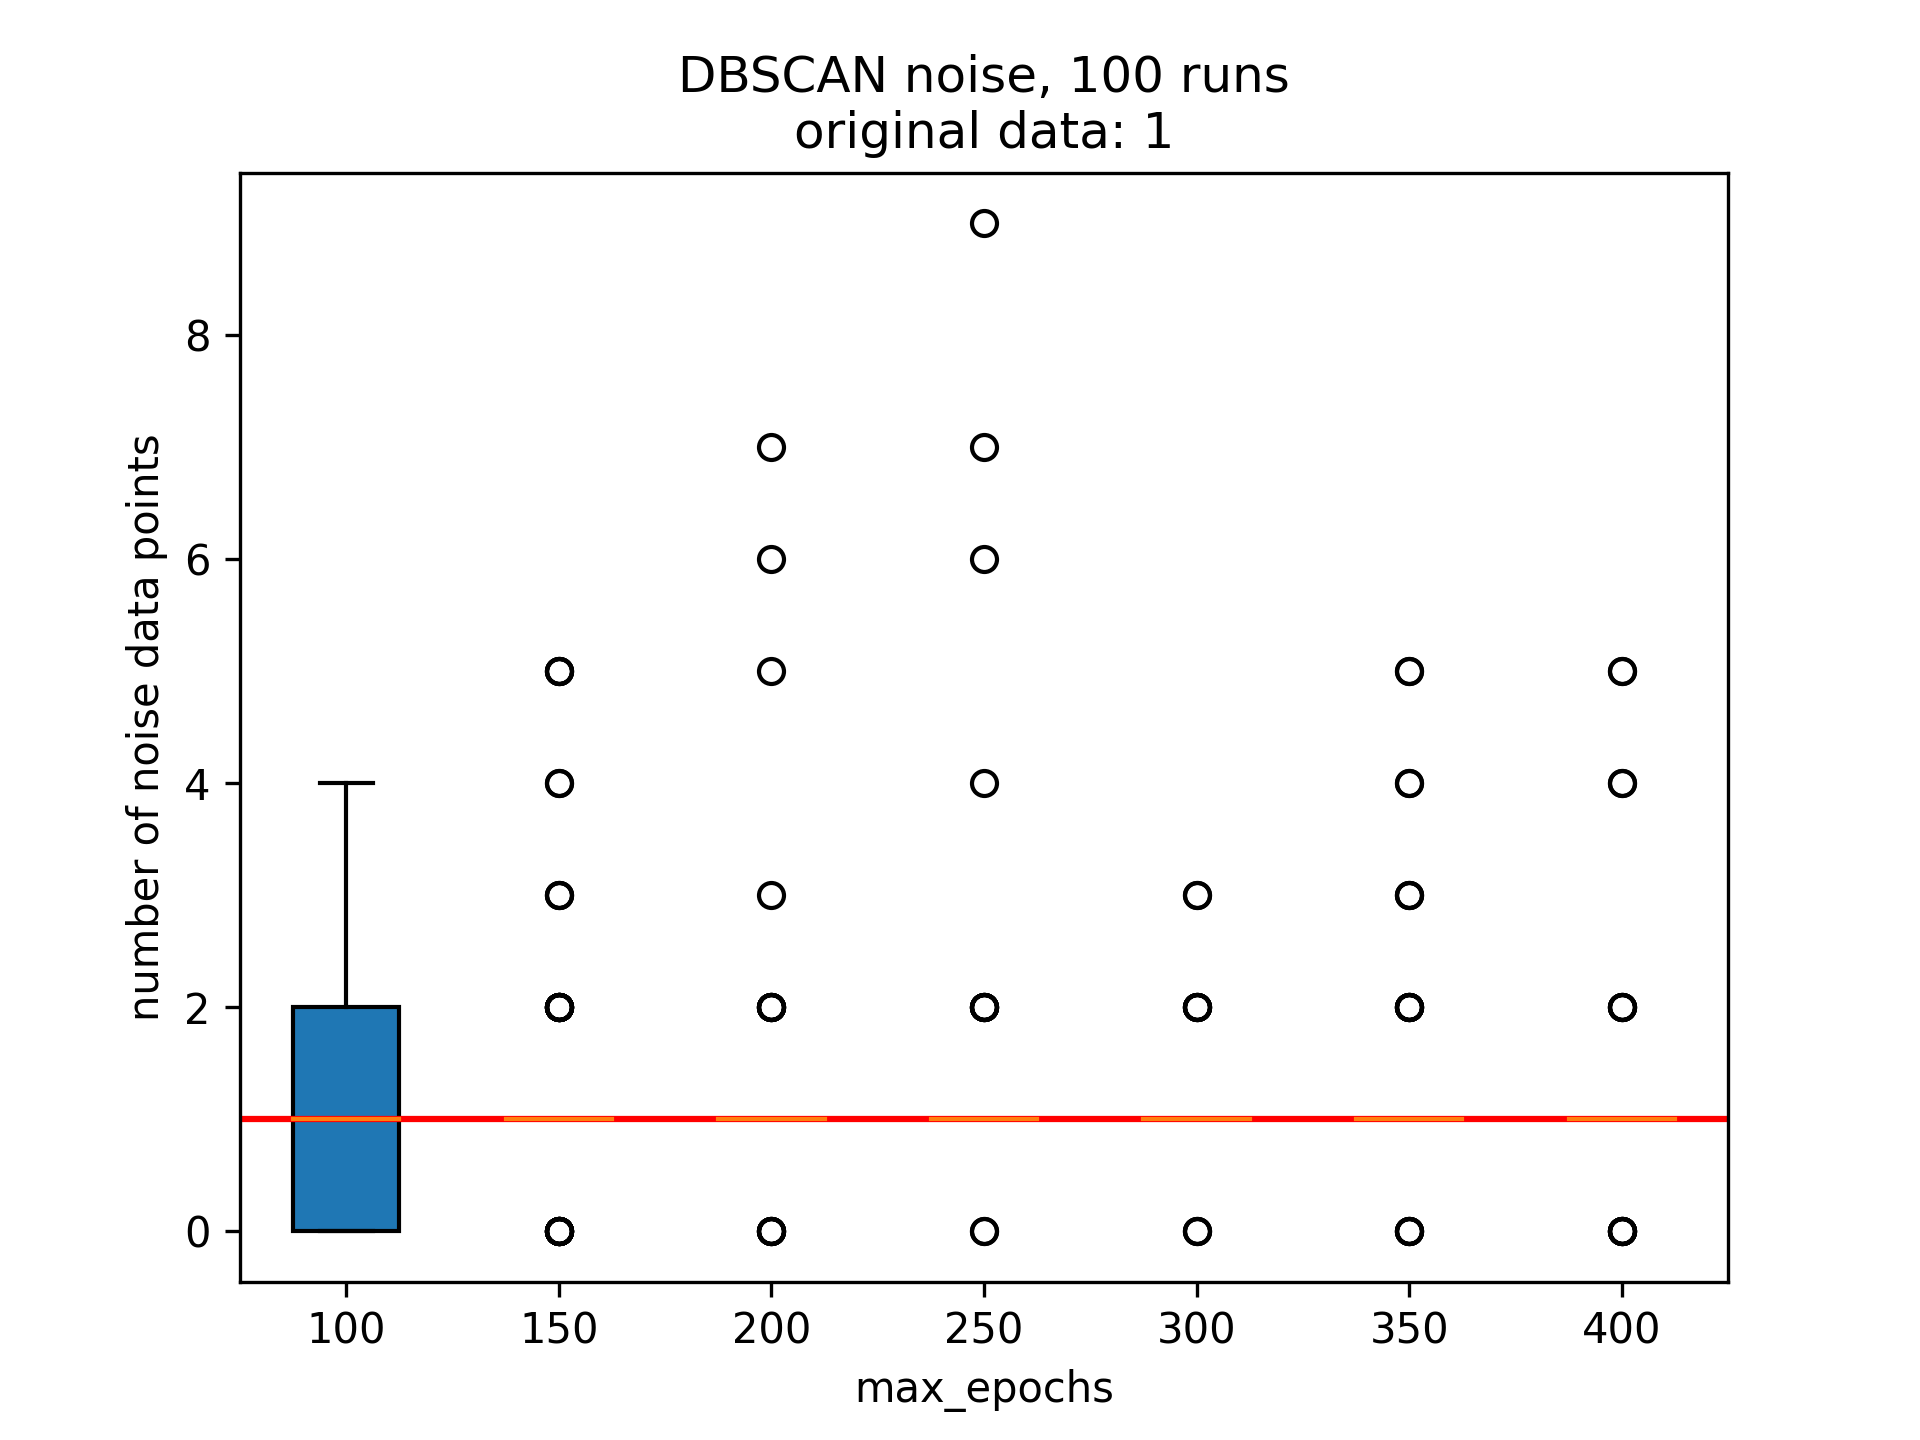 DBSCAN noise, 100 runs
original data: 1
number of noise data points
8
6
4
2
0
100 150 200 250 300 350 400
max_epochs